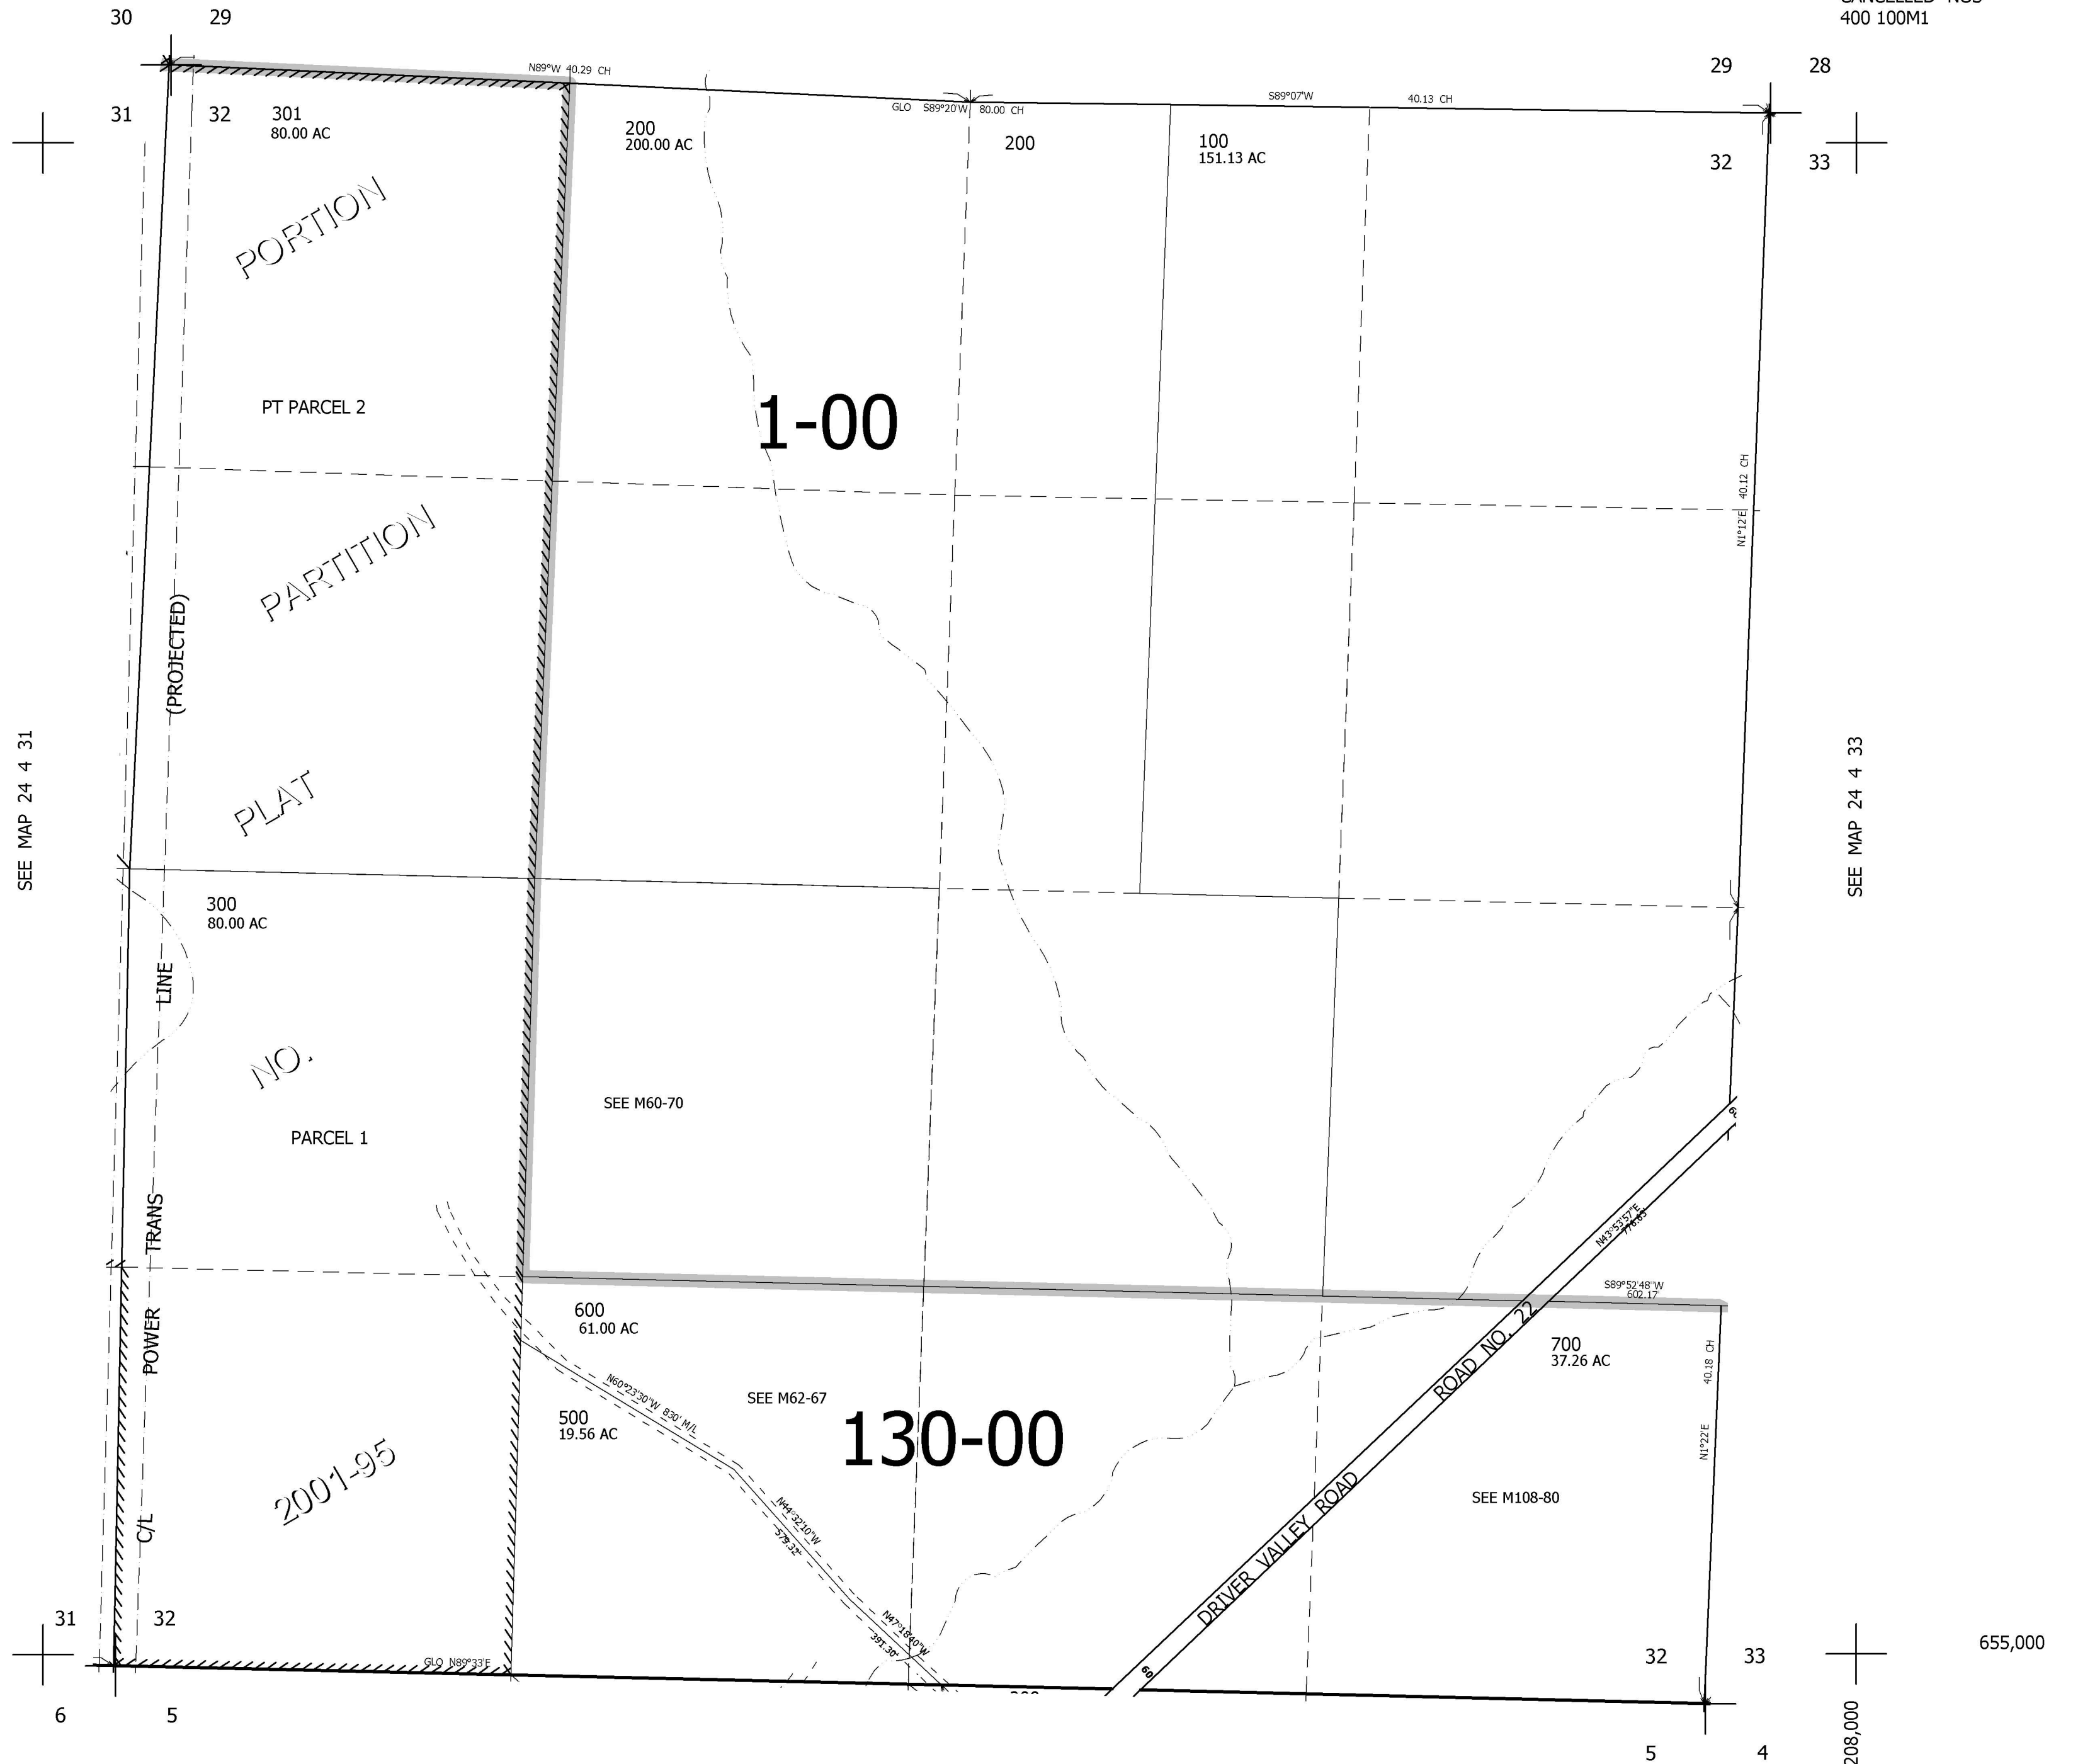 400 100M1
30 29
N89°W 40.29 CH
29 28
GLO S89°20'W 80.00 CH
S89°07'W 40.13 CH
31 32
301
80.00 AC
200
200.00 AC
200
100
151.13 AC
32 33
PORTION
PT PARCEL 2
1-00
N1°12'E 40.12 CH
PARTITION
(PROJECTED)
PLAT
SEE MAP 24 4 31
SEE MAP 24 4 33
300
80.00 AC
LINE
NO.
SEE M60-70
PARCEL 1
TRANS
POWER
C/L
N43°53'57"E
776.63'
S89°52'48"W
602.17'
600
61.00 AC
ROAD NO. 22
700
37.26 AC
40.18 CH
N1°22'E
N60°23'30"W 830' M/L
SEE M62-67
500
19.56 AC
130-00
2001-95
SEE M108-80
DRIVER VALLEY ROAD
N44°32'10"W
579.32'
N47°18'40"W
391.30'
31 32
GLO N89°33'E
60
32 33
655,000
6 5
208,000
5 4